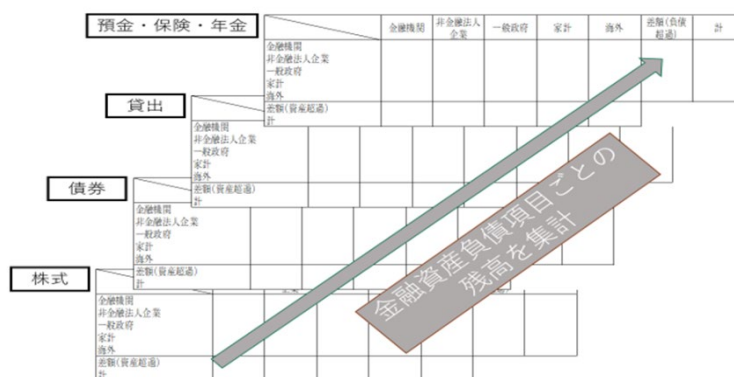 預金・保険・年金
金融機関 非金融法人企業 一般政府 家計 海外 差額(負債超過) 計
金融機関
非金融法人企業
一般政府
家計
海外
差額(資産超過)
計
貸出
金融機関
非金融法人企業
一般政府
家計
海外
差額(資産超過)
計
債券
金融機関
非金融法人企業
一般政府
家計
海外
差額(資産超過)
計
株式
金融機関
非金融法人企業
一般政府
家計
海外
差額(資産超過)
計
金融資産負債項目ごとの
残高を集計